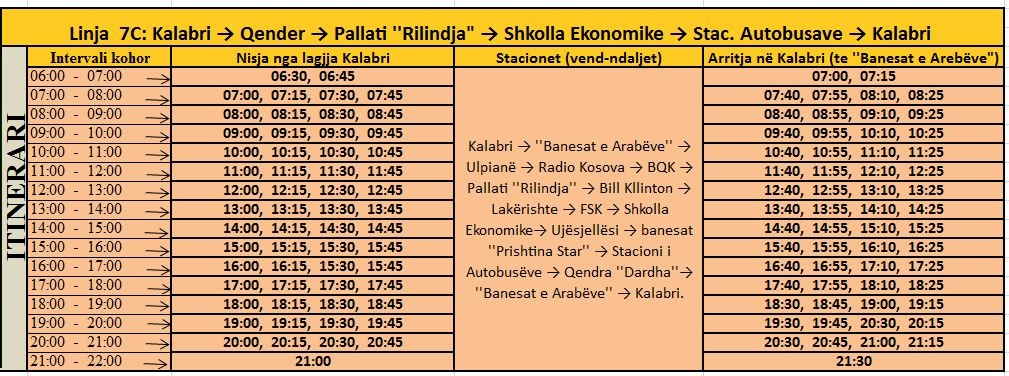 Linja 7C: Kalabri → Qender → Pallati ''Rilindja" → Shkolla Ekonomike → Stac. Autobusave → Kalabri
ITINERARI
Intervali kohor Nisja nga lagjja Kalabri Stacionet (vend-ndaljet) Arritja në Kalabri (te ''Banesat e Arebëve")
06:00 - 07:00 → 06:30, 06:45 07:00, 07:15
07:00 - 08:00 → 07:00, 07:15, 07:30, 07:45 07:40, 07:55, 08:10, 08:25
08:00 - 09:00 → 08:00, 08:15, 08:30, 08:45 08:40, 08:55, 09:10, 09:25
09:00 - 10:00 → 09:00, 09:15, 09:30, 09:45 09:40, 09:55, 10:10, 10:25
10:00 - 11:00 → 10:00, 10:15, 10:30, 10:45 10:40, 10:55, 11:10, 11:25
11:00 - 12:00 → 11:00, 11:15, 11:30, 11:45 11:40, 11:55, 12:10, 12:25
12:00 - 13:00 → 12:00, 12:15, 12:30, 12:45 12:40, 12:55, 13:10, 13:25
13:00 - 14:00 → 13:00, 13:15, 13:30, 13:45 13:40, 13:55, 14:10, 14:25
14:00 - 15:00 → 14:00, 14:15, 14:30, 14:45 14:40, 14:55, 15:10, 15:25
15:00 - 16:00 → 15:00, 15:15, 15:30, 15:45 15:40, 15:55, 16:10, 16:25
16:00 - 17:00 → 16:00, 16:15, 15:30, 15:45 16:40, 16:55, 17:10, 17:25
17:00 - 18:00 → 17:00, 17:15, 17:30, 17:45 17:40, 17:55, 18:10, 18:25
18:00 - 19:00 → 18:00, 18:15, 18:30, 18:45 18:30, 18:45, 19:00, 19:15
19:00 - 20:00 → 19:00, 19:15, 19:30, 19:45 19:30, 19:45, 20:30, 20:15
20:00 - 21:00 → 20:00, 20:15, 20:30, 20:45 20:30, 20:45, 21:00, 21:15
21:00 - 22:00 → 21:00 21:30
Kalabri → ''Banesat e Arabëve'' →
Ulpianë → Radio Kosova → BQK →
Pallati ''Rilindja'' → Bill Kllinton →
Lakërishte → FSK → Shkolla
Ekonomike→ Ujësjellësi → banesat
''Prishtina Star'' → Stacioni i
Autobusëve → Qendra ''Dardha''→
''Banesat e Arabëve'' → Kalabri.